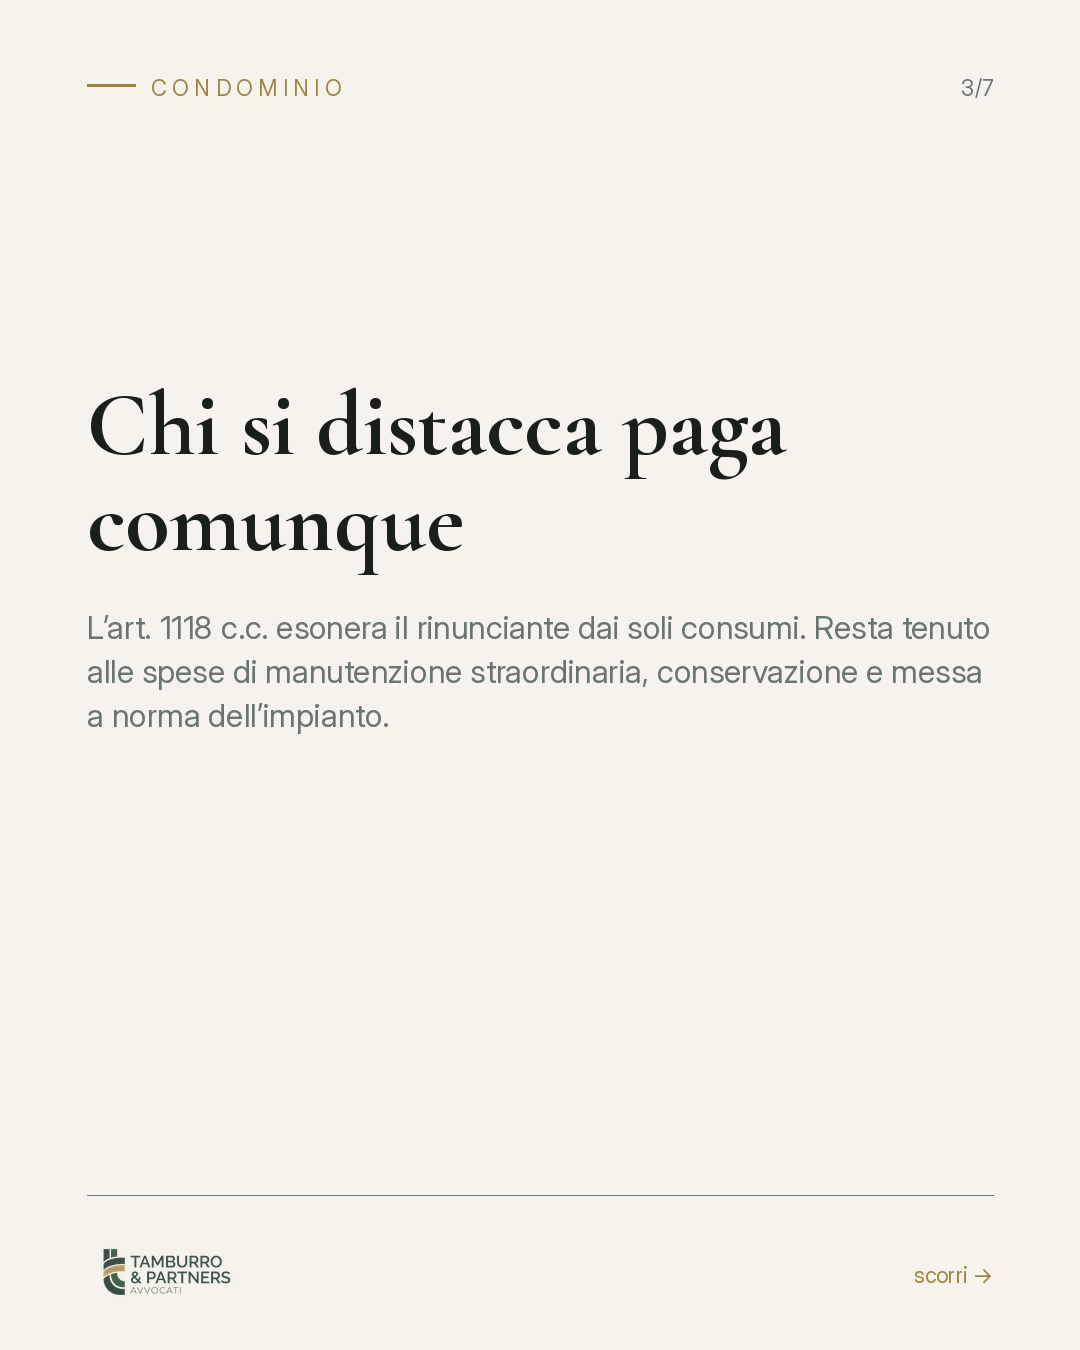 CONDOMINIO
3/7
Chi si distacca paga
comunque
L’art. 1118 c.c. esonera il rinunciante dai soli consumi. Resta tenuto
alle spese di manutenzione straordinaria, conservazione e messa
a norma dell’impianto.
TAMBURRO
& PARTNERS
AVVOCATI
scorri →